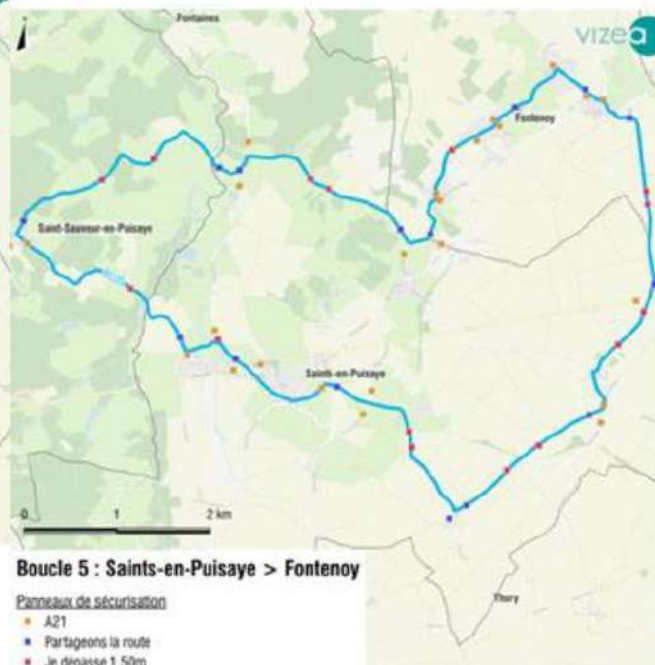 Fontaines
vizea
Fontenoy
Saint-Sauveur-en-Puisaye
Saints-en-Puisaye
0 1 2 km
Boucle 5 : Saints-en-Puisaye > Fontenoy
Thury
Panneaux de sécurisation
A21
Partageons la route
Je dépasse 1,50m